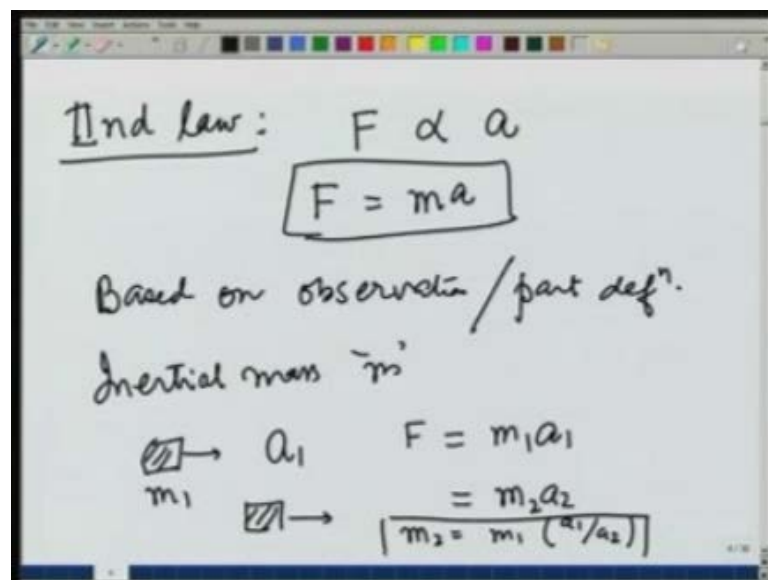 IInd law: F ∝ a
F = ma
Based on observation / part defⁿ.
Inertial mass 'm'
a₁ F = m₁a₁
m₁ = m₂a₂
m₂ = m₁ (a₁/a₂)